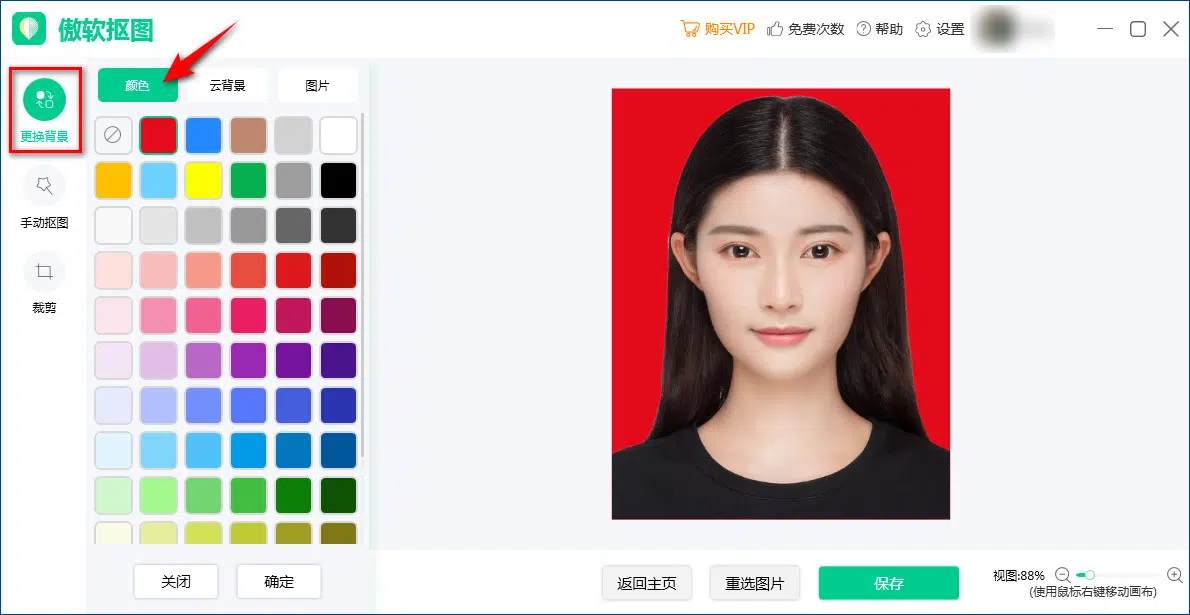 傲软抠图
购买VIP 免费次数 帮助 设置
更换背景
手动抠图
裁剪
颜色 云背景 图片
关闭 确定
返回主页 重选图片 保存
视图:88%
(使用鼠标右键移动画布)